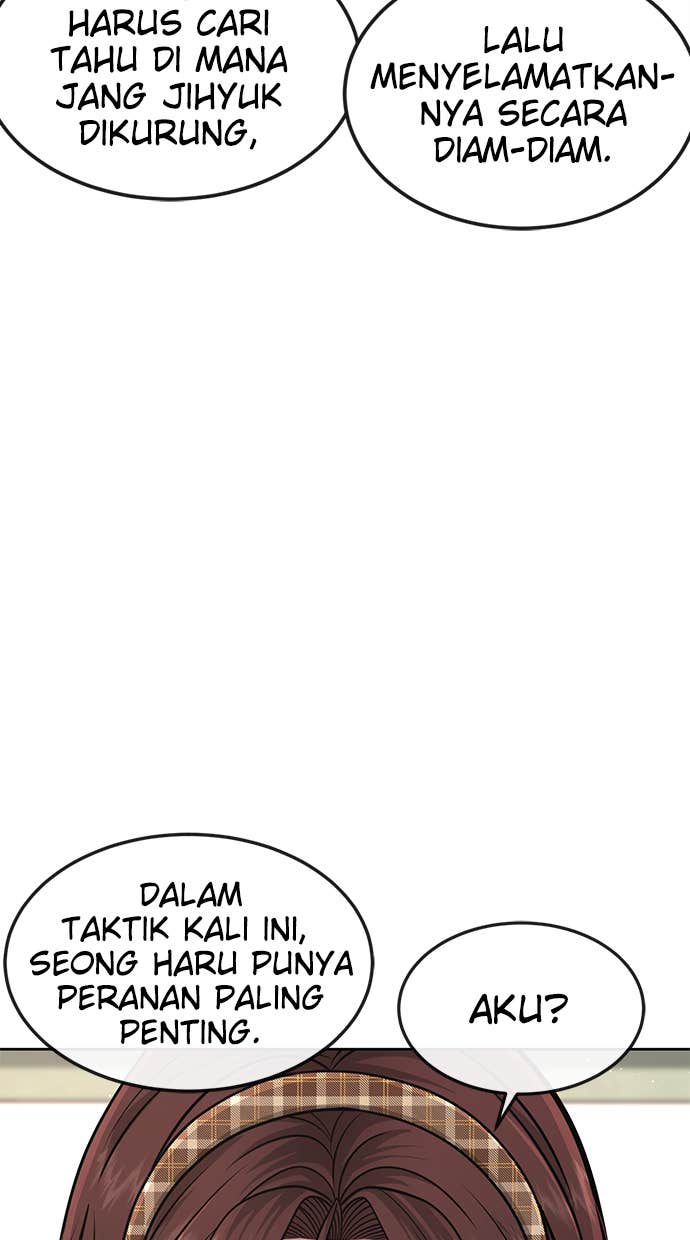 HARUS CARI
TAHU DI MANA
JANG JIHYUK
DIKURUNG,
LALU
MENYELAMATKAN-
NYA SECARA
DIAM-DIAM.
DALAM
TAKTIK KALI INI,
SEONG HARU PUNYA
PERANAN PALING
PENTING.
AKU?